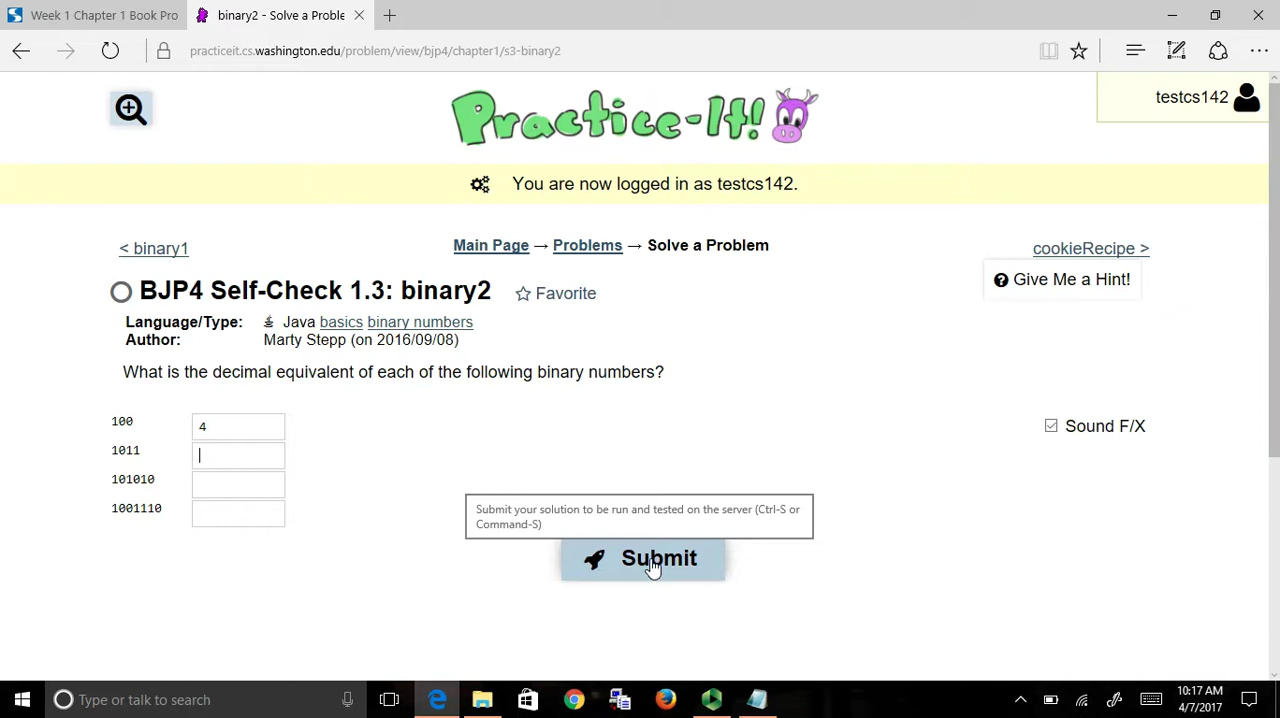 Week 1 Chapter 1 Book Pro
binary2 - Solve a Proble
practiceit.cs.washington.edu/problem/view/bjp4/chapter1/s3-binary2
Practice-It!
testcs142
You are now logged in as testcs142.
< binary1
Main Page → Problems → Solve a Problem
cookieRecipe >
BJP4 Self-Check 1.3: binary2
Favorite
Give Me a Hint!
Language/Type: Java basics binary numbers
Author: Marty Stepp (on 2016/09/08)
What is the decimal equivalent of each of the following binary numbers?
100 4
Sound F/X
1011
101010
1001110
Submit your solution to be run and tested on the server (Ctrl-S or
Command-S)
Submit
Type or talk to search
10:17 AM
4/7/2017